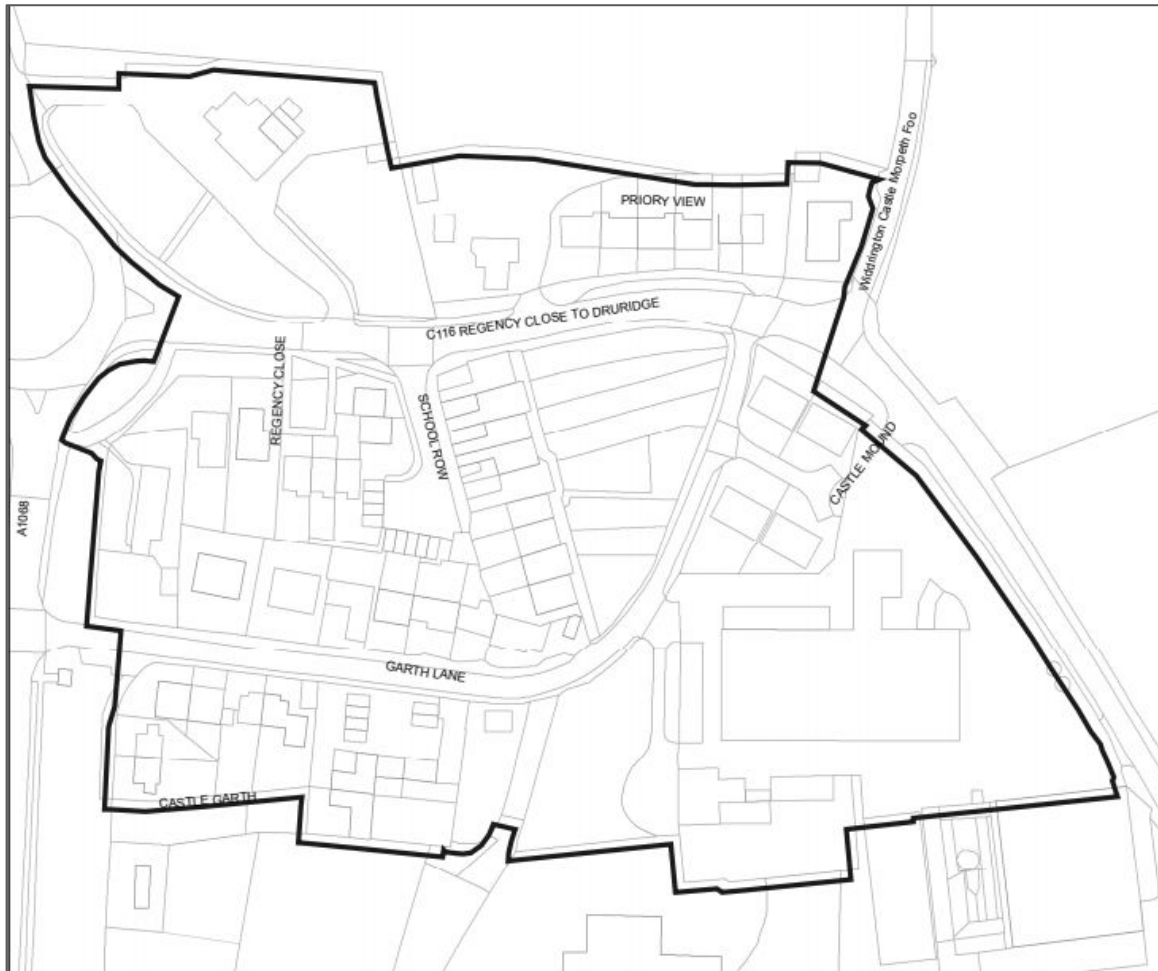 Widdrington Castle Morpeth Foo
PRIORY VIEW
C116 REGENCY CLOSE TO DRURIDGE
REGENCY CLOSE
SCHOOL ROW
CASTLE MOUND
A1068
GARTH LANE
CASTLE GARTH